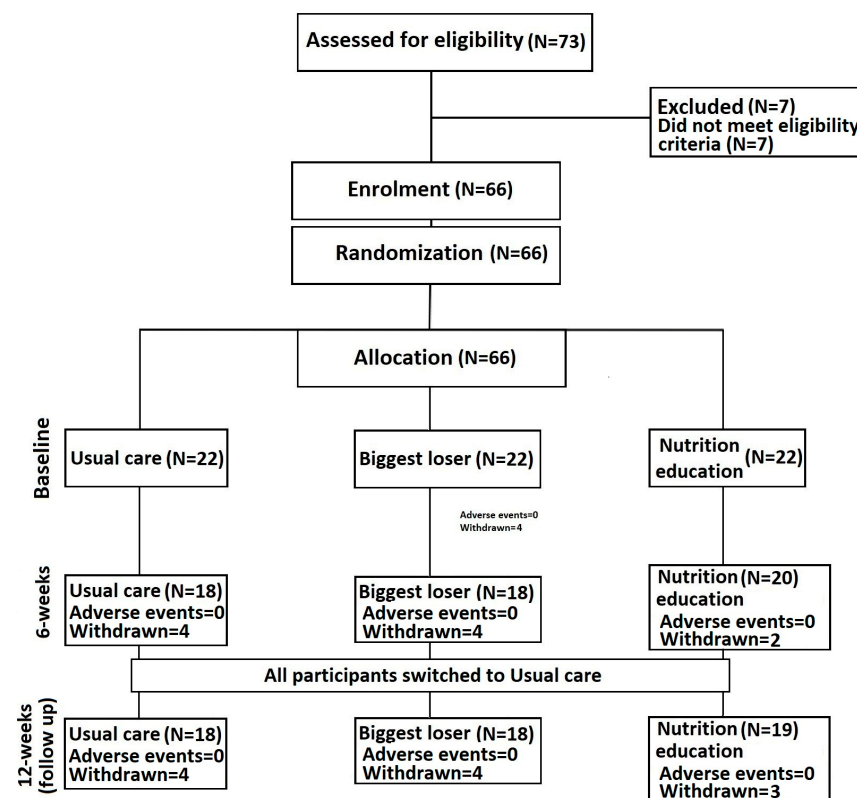 Assessed for eligibility (N=73)
Excluded (N=7)
Did not meet eligibility
criteria (N=7)
Enrolment (N=66)
Randomization (N=66)
Allocation (N=66)
Baseline
Usual care (N=22)
Biggest loser (N=22)
Nutrition
education
(N=22)
Adverse events=0
Withdrawn=4
6-weeks
Usual care (N=18)
Adverse events=0
Withdrawn=4
Biggest loser (N=18)
Adverse events=0
Withdrawn=4
Nutrition (N=20)
education
Adverse events=0
Withdrawn=2
All participants switched to Usual care
12-weeks
(follow up)
Usual care (N=18)
Adverse events=0
Withdrawn=4
Biggest loser (N=18)
Adverse events=0
Withdrawn=4
Nutrition (N=19)
education
Adverse events=0
Withdrawn=3